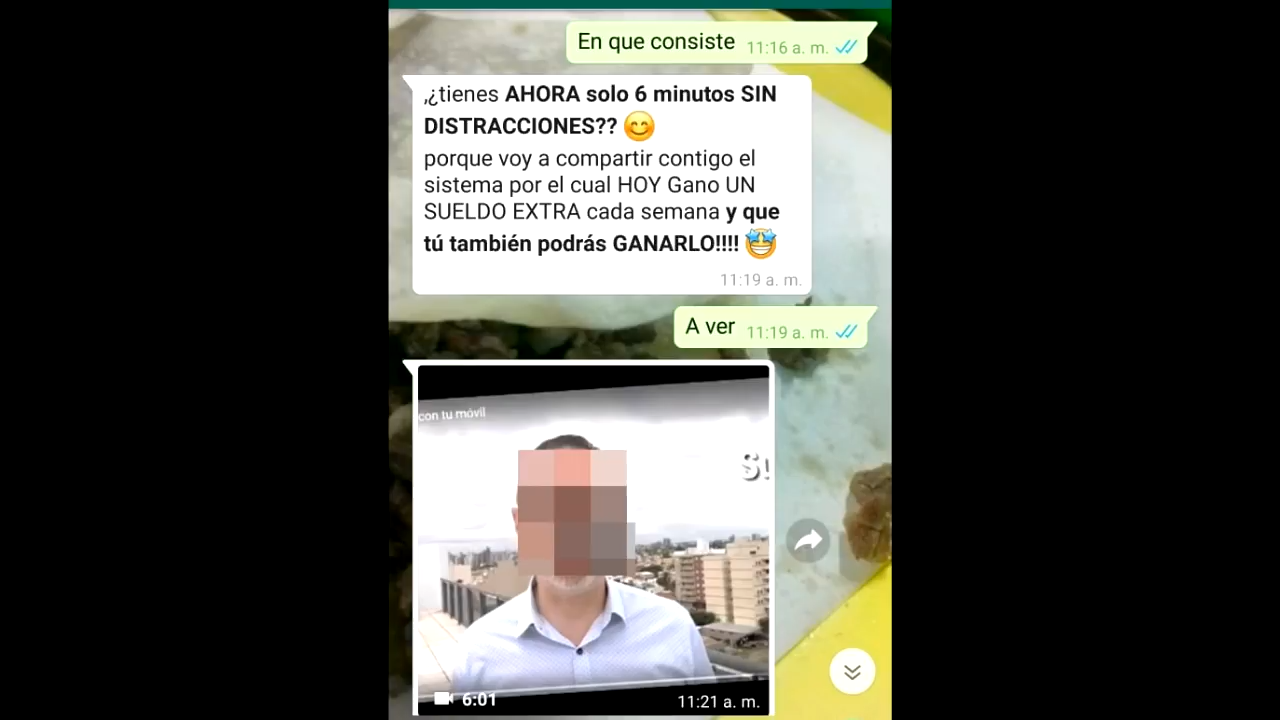 En que consiste 11:16 a. m.
,¿tienes AHORA solo 6 minutos SIN
DISTRACCIONES??
porque voy a compartir contigo el
sistema por el cual HOY Gano UN
SUELDO EXTRA cada semana y que
tú también podrás GANARLO!!!!
11:19 a. m.
A ver 11:19 a. m.
con tu móvil
6:01 11:21 a. m.